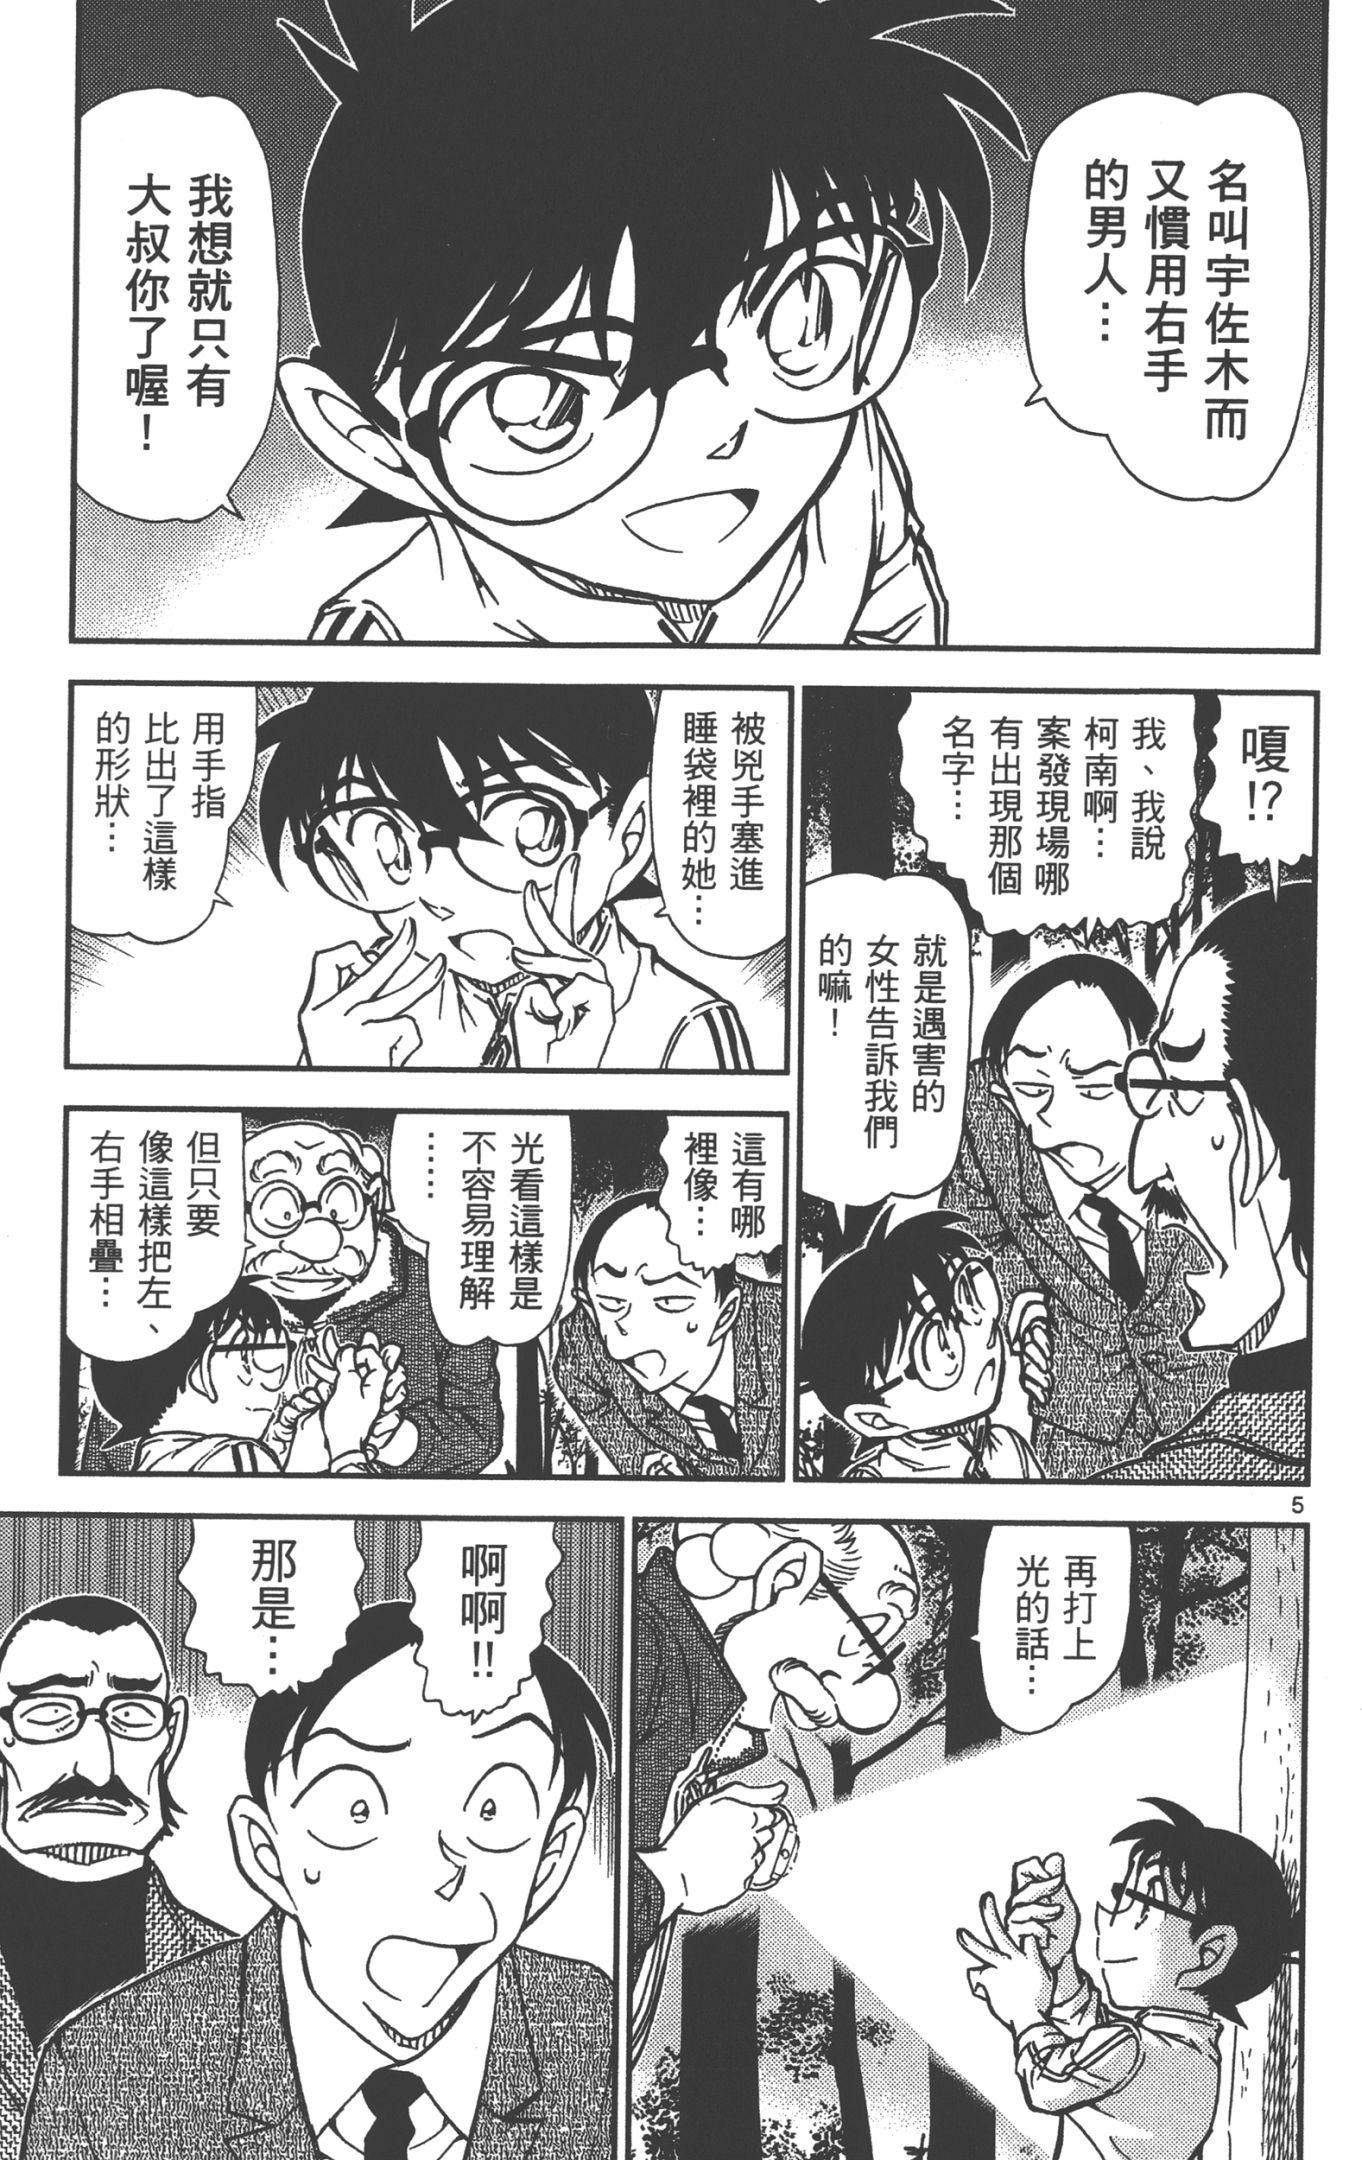 名叫宇佐木而
又慣用右手
的男人…
我想就只有
大叔你了喔！
嗄!?
我、我說
柯南啊…
案發現場哪
有出現那個
名字…
就是遇害的
女性告訴我們
的嘛！
被兇手塞進
睡袋裡的她…
用手指
比出了這樣
的形狀…
這有哪
裡像…
光看這樣是
不容易理解
……
但只要
像這樣把左、
右手相疊…
5
再打上
光的話…
啊啊!!
那是…